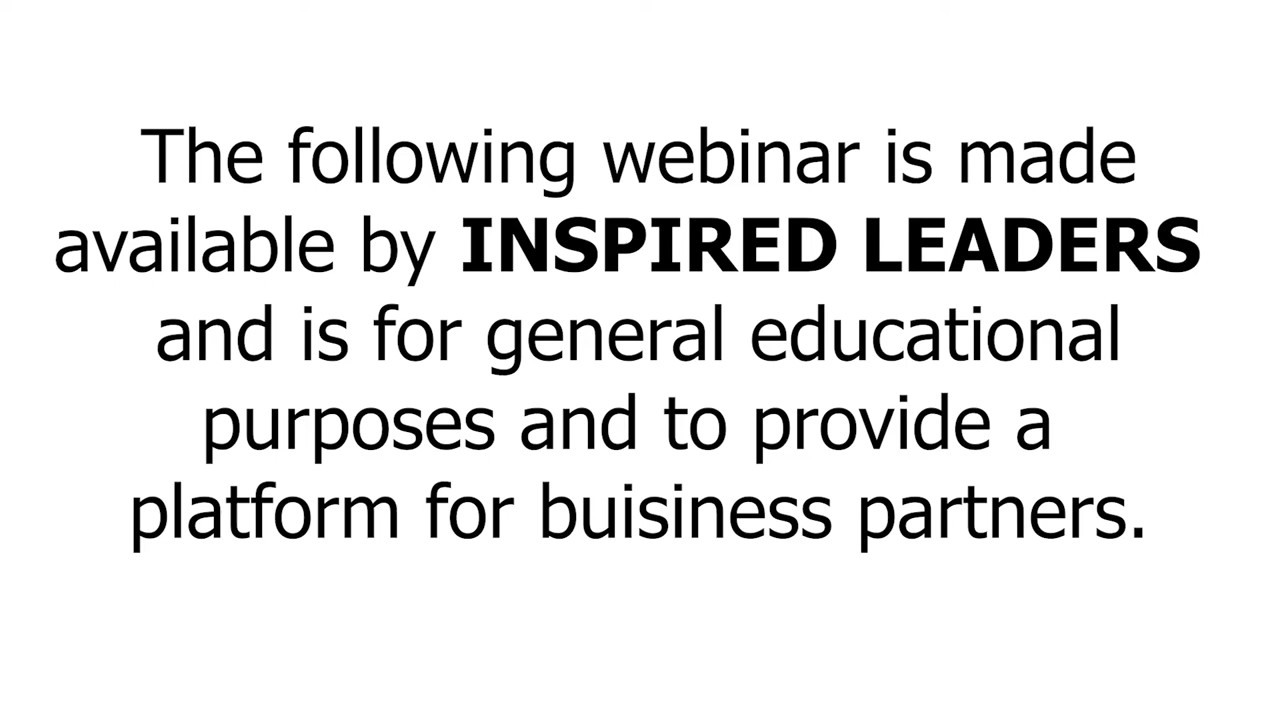 The following webinar is made
available by INSPIRED LEADERS
and is for general educational
purposes and to provide a
platform for buisiness partners.